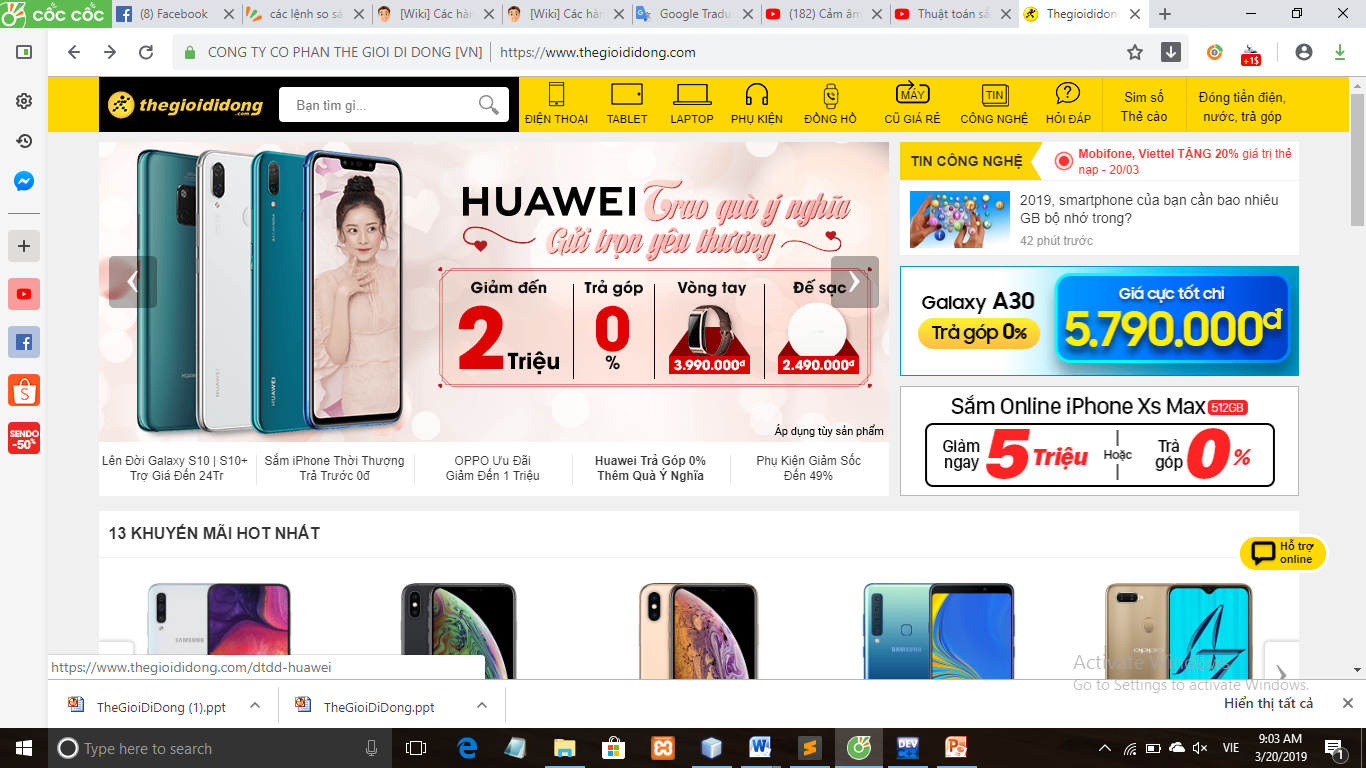 cốc cốc
(8) Facebook
các lệnh so sá
[Wiki] Các hàn
[Wiki] Các hàn
Google Tradu
(182) Cảm âm
Thuật toán sắ
Thegioididon
CONG TY CO PHAN THE GIOI DI DONG [VN]
https://www.thegioididong.com
+1$
thegioididong
.com
Bạn tìm gì...
ĐIỆN THOẠI
TABLET
LAPTOP
PHỤ KIỆN
ĐỒNG HỒ
MÁY
CŨ GIÁ RẺ
TIN
CÔNG NGHỆ
?
HỎI ĐÁP
Sim số
Thẻ cào
Đóng tiền điện,
nước, trả góp
HUAWEI Trao quà ý nghĩa
Gửi trọn yêu thương
Giảm đến
2 Triệu
Trả góp
0
%
Vòng tay
3.990.000đ
Đế sạc
2.490.000đ
Áp dụng tùy sản phẩm
HUAWEI
Lên Đời Galaxy S10 | S10+
Trợ Giá Đến 24Tr
Sắm iPhone Thời Thượng
Trả Trước 0đ
OPPO Ưu Đãi
Giảm Đến 1 Triệu
Huawei Trả Góp 0%
Thêm Quà Ý Nghĩa
Phụ Kiện Giảm Sốc
Đến 49%
TIN CÔNG NGHỆ
Mobifone, Viettel TẶNG 20% giá trị thẻ
nạp - 20/03
2019, smartphone của bạn cần bao nhiêu
GB bộ nhớ trong?
42 phút trước
Galaxy A30
Trả góp 0%
Giá cực tốt chỉ
5.790.000đ
Sắm Online iPhone Xs Max 512GB
Giảm
ngay
5 Triệu
Hoặc
Trả
góp
0 %
SENDO
-50%
13 KHUYẾN MÃI HOT NHẤT
Hỗ trợ
online
SAMSUNG
SAMSUNG
oppo
https://www.thegioididong.com/dtdd-huawei
Activate Windows
Go to Settings to activate Windows.
TheGioiDiDong (1).ppt
TheGioiDiDong.ppt
Hiển thị tất cả
Type here to search
DEV
VIE
9:03 AM
3/20/2019
1